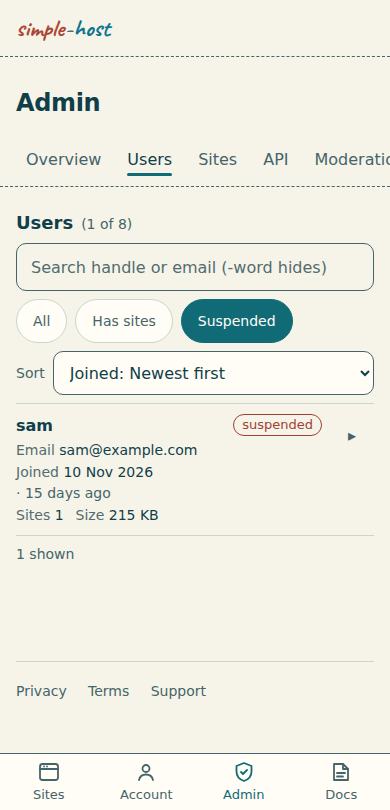 simple-host
Admin
Overview Users Sites API Moderatio
Users (1 of 8)
Search handle or email (-word hides)
All Has sites Suspended
Sort Joined: Newest first
sam suspended
Email sam@example.com
Joined 10 Nov 2026
· 15 days ago
Sites 1 Size 215 KB
1 shown
Privacy Terms Support
Sites Account Admin Docs